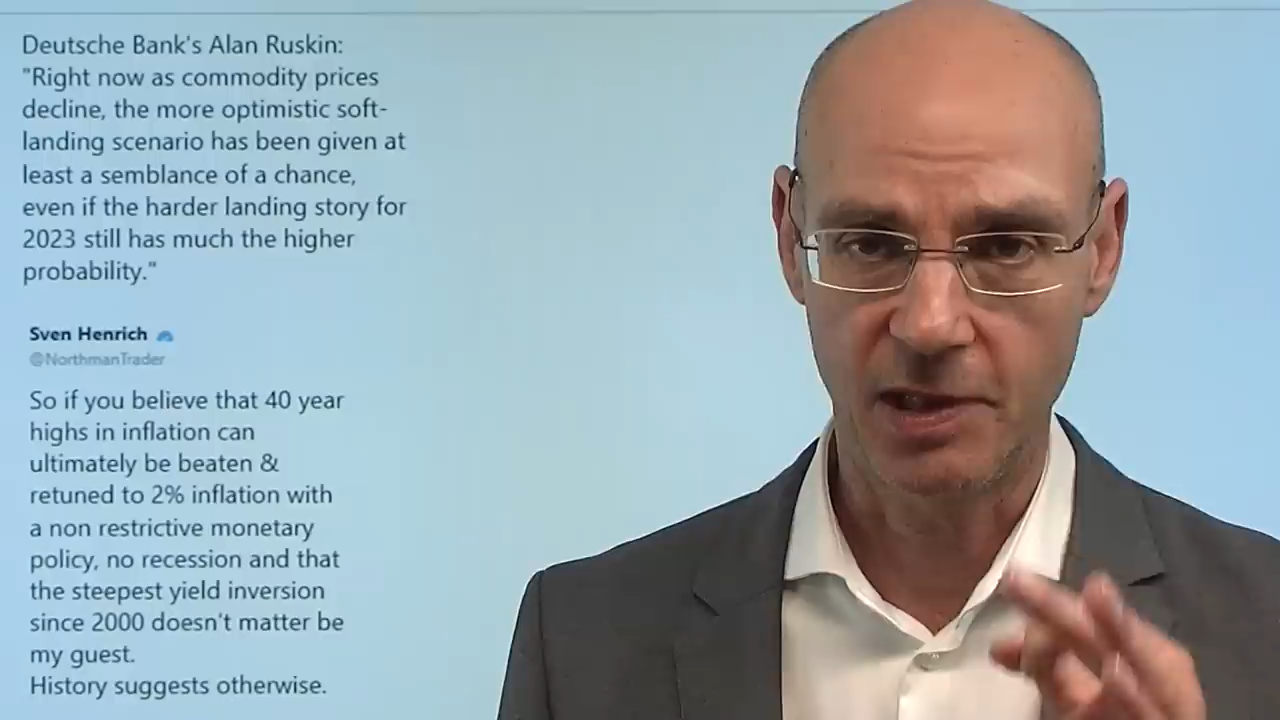 Deutsche Bank's Alan Ruskin:
"Right now as commodity prices
decline, the more optimistic soft-
landing scenario has been given at
least a semblance of a chance,
even if the harder landing story for
2023 still has much the higher
probability."
Sven Henrich
@NorthmanTrader
So if you believe that 40 year
highs in inflation can
ultimately be beaten &
retuned to 2% inflation with
a non restrictive monetary
policy, no recession and that
the steepest yield inversion
since 2000 doesn't matter be
my guest.
History suggests otherwise.